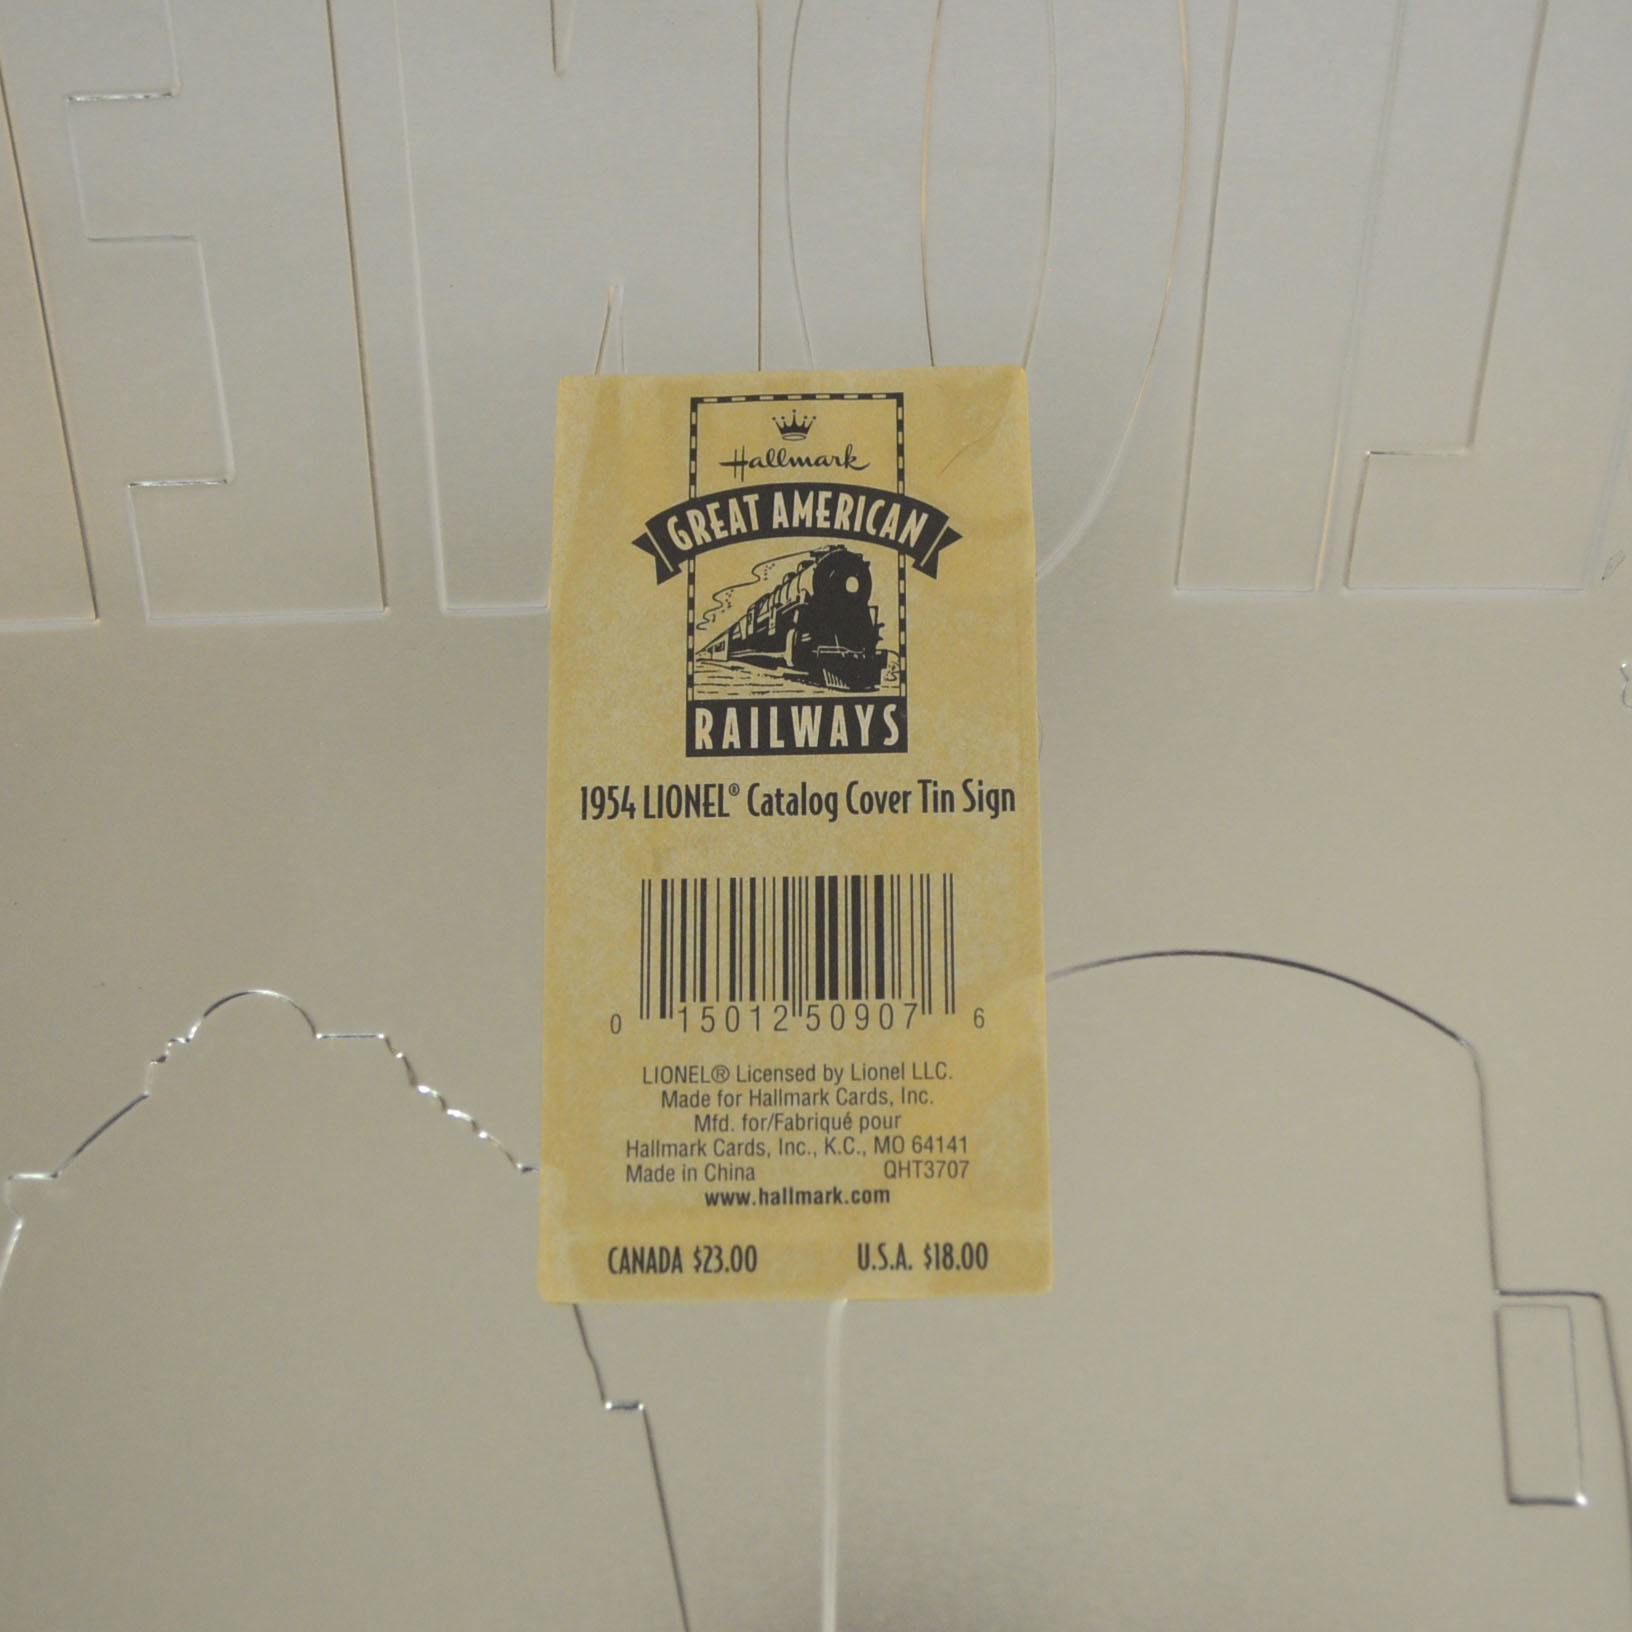 Hallmark
GREAT AMERICAN
RAILWAYS
1954 LIONEL® Catalog Cover Tin Sign
0 15012 50907 6
LIONEL® Licensed by Lionel LLC.
Made for Hallmark Cards, Inc.
Mfd. for/Fabriqué pour
Hallmark Cards, Inc., K.C., MO 64141
Made in China QHT3707
www.hallmark.com
CANADA $23.00 U.S.A. $18.00